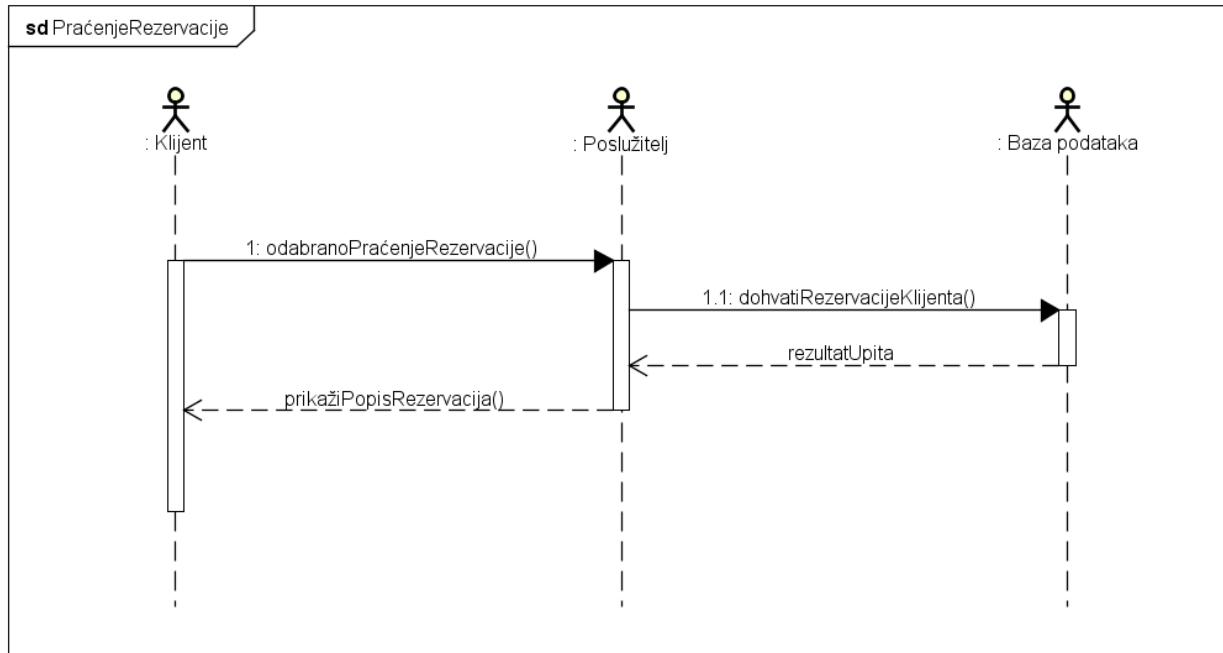 sd PraćenjeRezervacije
: Klijent
: Poslužitelj
: Baza podataka
1: odabranoPraćenjeRezervacije()
1.1: dohvatiRezervacijeKlijenta()
rezultatUpita
prikažiPopisRezervacija()